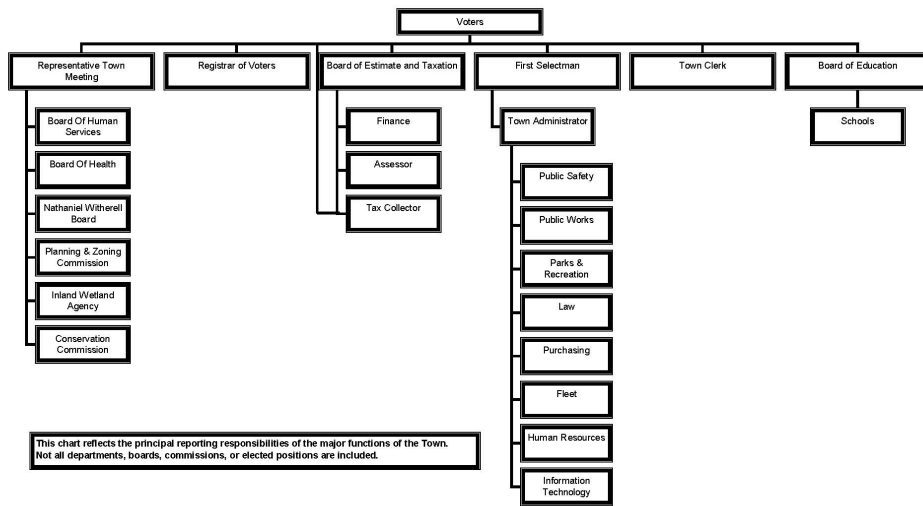 Voters
Representative Town
Meeting
Registrar of Voters
Board of Estimate and Taxation
First Selectman
Town Clerk
Board of Education
Board Of Human
Services
Board Of Health
Nathaniel Witherell
Board
Planning & Zoning
Commission
Inland Wetland
Agency
Conservation
Commission
Finance
Assessor
Tax Collector
Town Administrator
Public Safety
Public Works
Parks &
Recreation
Law
Purchasing
Fleet
Human Resources
Information
Technology
Schools
This chart reflects the principal reporting responsibilities of the major functions of the Town.
Not all departments, boards, commissions, or elected positions are included.